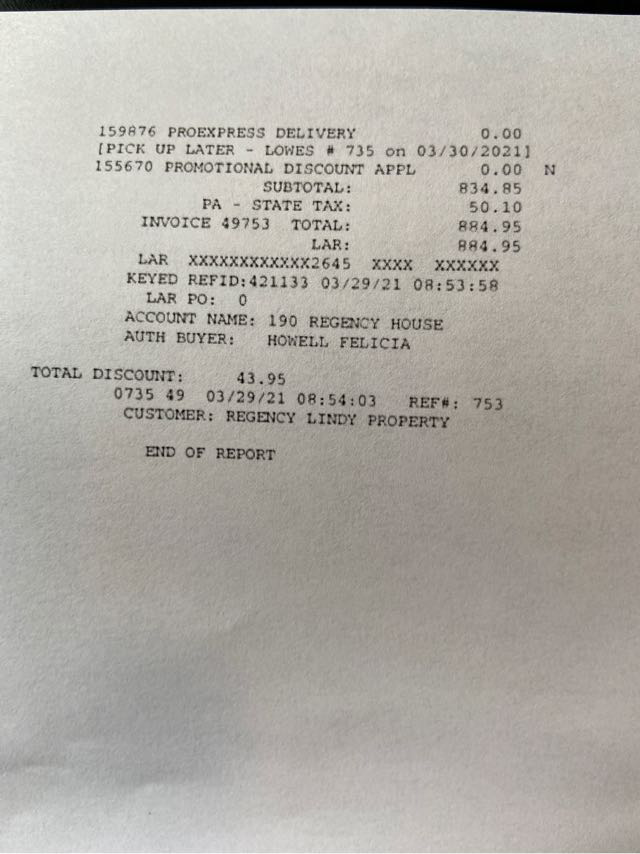 159876 PROEXPRESS DELIVERY 0.00
[PICK UP LATER - LOWES # 735 on 03/30/2021]
155670 PROMOTIONAL DISCOUNT APPL 0.00 N
SUBTOTAL: 834.85
PA - STATE TAX: 50.10
INVOICE 49753 TOTAL: 884.95
LAR: 884.95
LAR XXXXXXXXXXXX2645 XXXX XXXXXX
KEYED REFID:421133 03/29/21 08:53:58
LAR PO: 0
ACCOUNT NAME: 190 REGENCY HOUSE
AUTH BUYER: HOWELL FELICIA
TOTAL DISCOUNT: 43.95
0735 49 03/29/21 08:54:03 REF#: 753
CUSTOMER: REGENCY LINDY PROPERTY
END OF REPORT